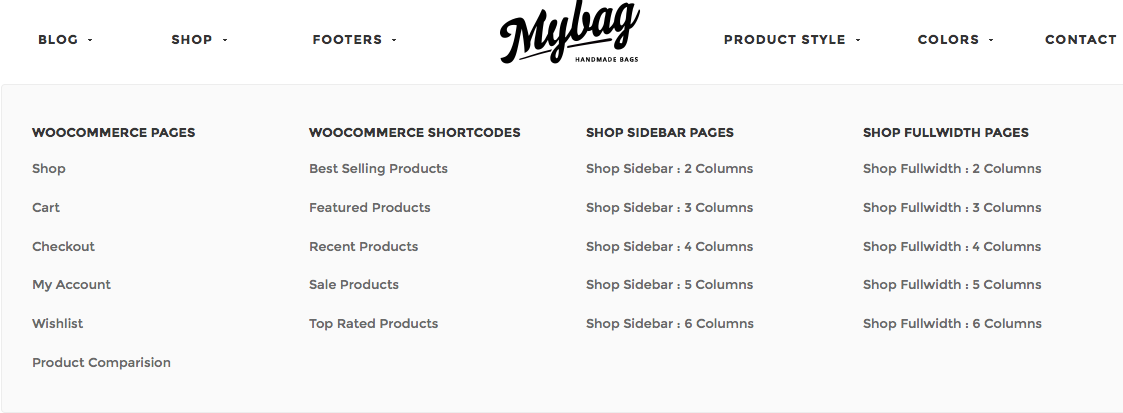 BLOG SHOP FOOTERS Mybag PRODUCT STYLE COLORS CONTACT
HANDMADE BAGS
WOOCOMMERCE PAGES
Shop
Cart
Checkout
My Account
Wishlist
Product Comparision
WOOCOMMERCE SHORTCODES
Best Selling Products
Featured Products
Recent Products
Sale Products
Top Rated Products
SHOP SIDEBAR PAGES
Shop Sidebar : 2 Columns
Shop Sidebar : 3 Columns
Shop Sidebar : 4 Columns
Shop Sidebar : 5 Columns
Shop Sidebar : 6 Columns
SHOP FULLWIDTH PAGES
Shop Fullwidth : 2 Columns
Shop Fullwidth : 3 Columns
Shop Fullwidth : 4 Columns
Shop Fullwidth : 5 Columns
Shop Fullwidth : 6 Columns